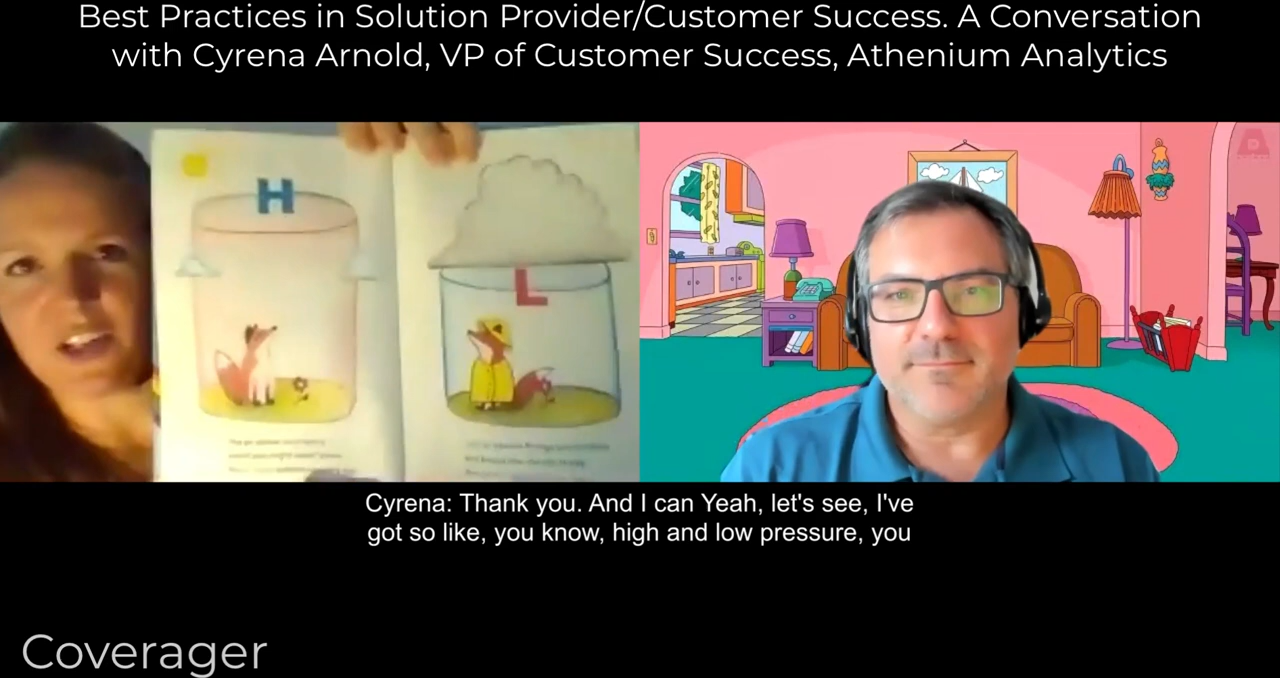 Best Practices in Solution Provider/Customer Success. A Conversation
with Cyrena Arnold, VP of Customer Success, Athenium Analytics
H
L
Cyrena: Thank you. And I can Yeah, let's see, I've
got so like, you know, high and low pressure, you
Coverager